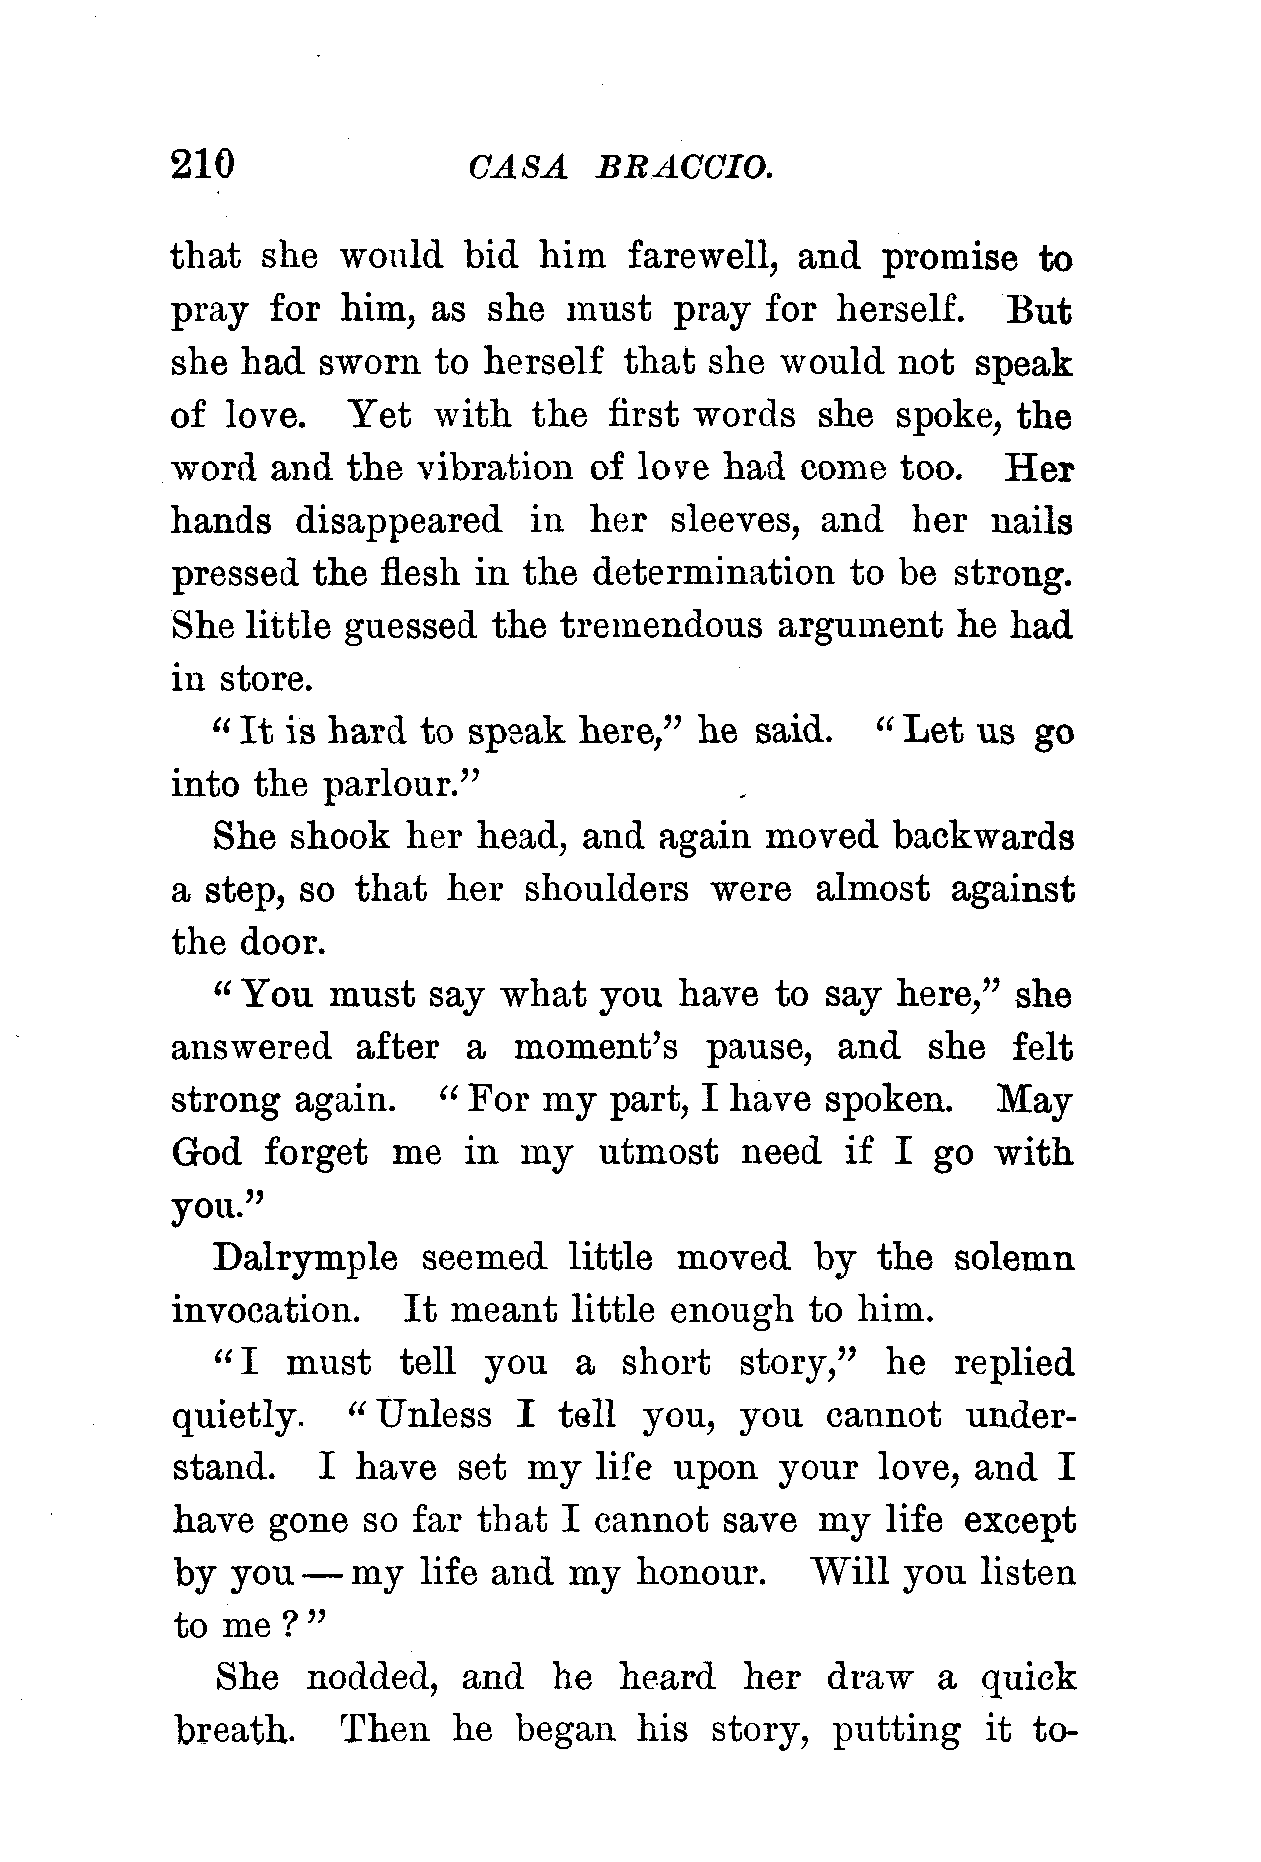 210 CASA BRACCIO.
that she would bid him farewell, and promise to
pray for him, as she must pray for herself. But
she had sworn to herself that she would not speak
of love. Yet with the first words she spoke, the
word and the vibration of love had come too. Her
hands disappeared in her sleeves, and her nails
pressed the flesh in the determination to be strong.
She little guessed the tremendous argument he had
in store.
"It is hard to speak here," he said. "Let us go
into the parlour."
She shook her head, and again moved backwards
a step, so that her shoulders were almost against
the door.
"You must say what you have to say here," she
answered after a moment's pause, and she felt
strong again. "For my part, I have spoken. May
God forget me in my utmost need if I go with
you."
Dalrymple seemed little moved by the solemn
invocation. It meant little enough to him.
"I must tell you a short story," he replied
quietly. "Unless I tell you, you cannot under-
stand. I have set my life upon your love, and I
have gone so far that I cannot save my life except
by you — my life and my honour. Will you listen
to me?"
She nodded, and he heard her draw a quick
breath. Then he began his story, putting it to-